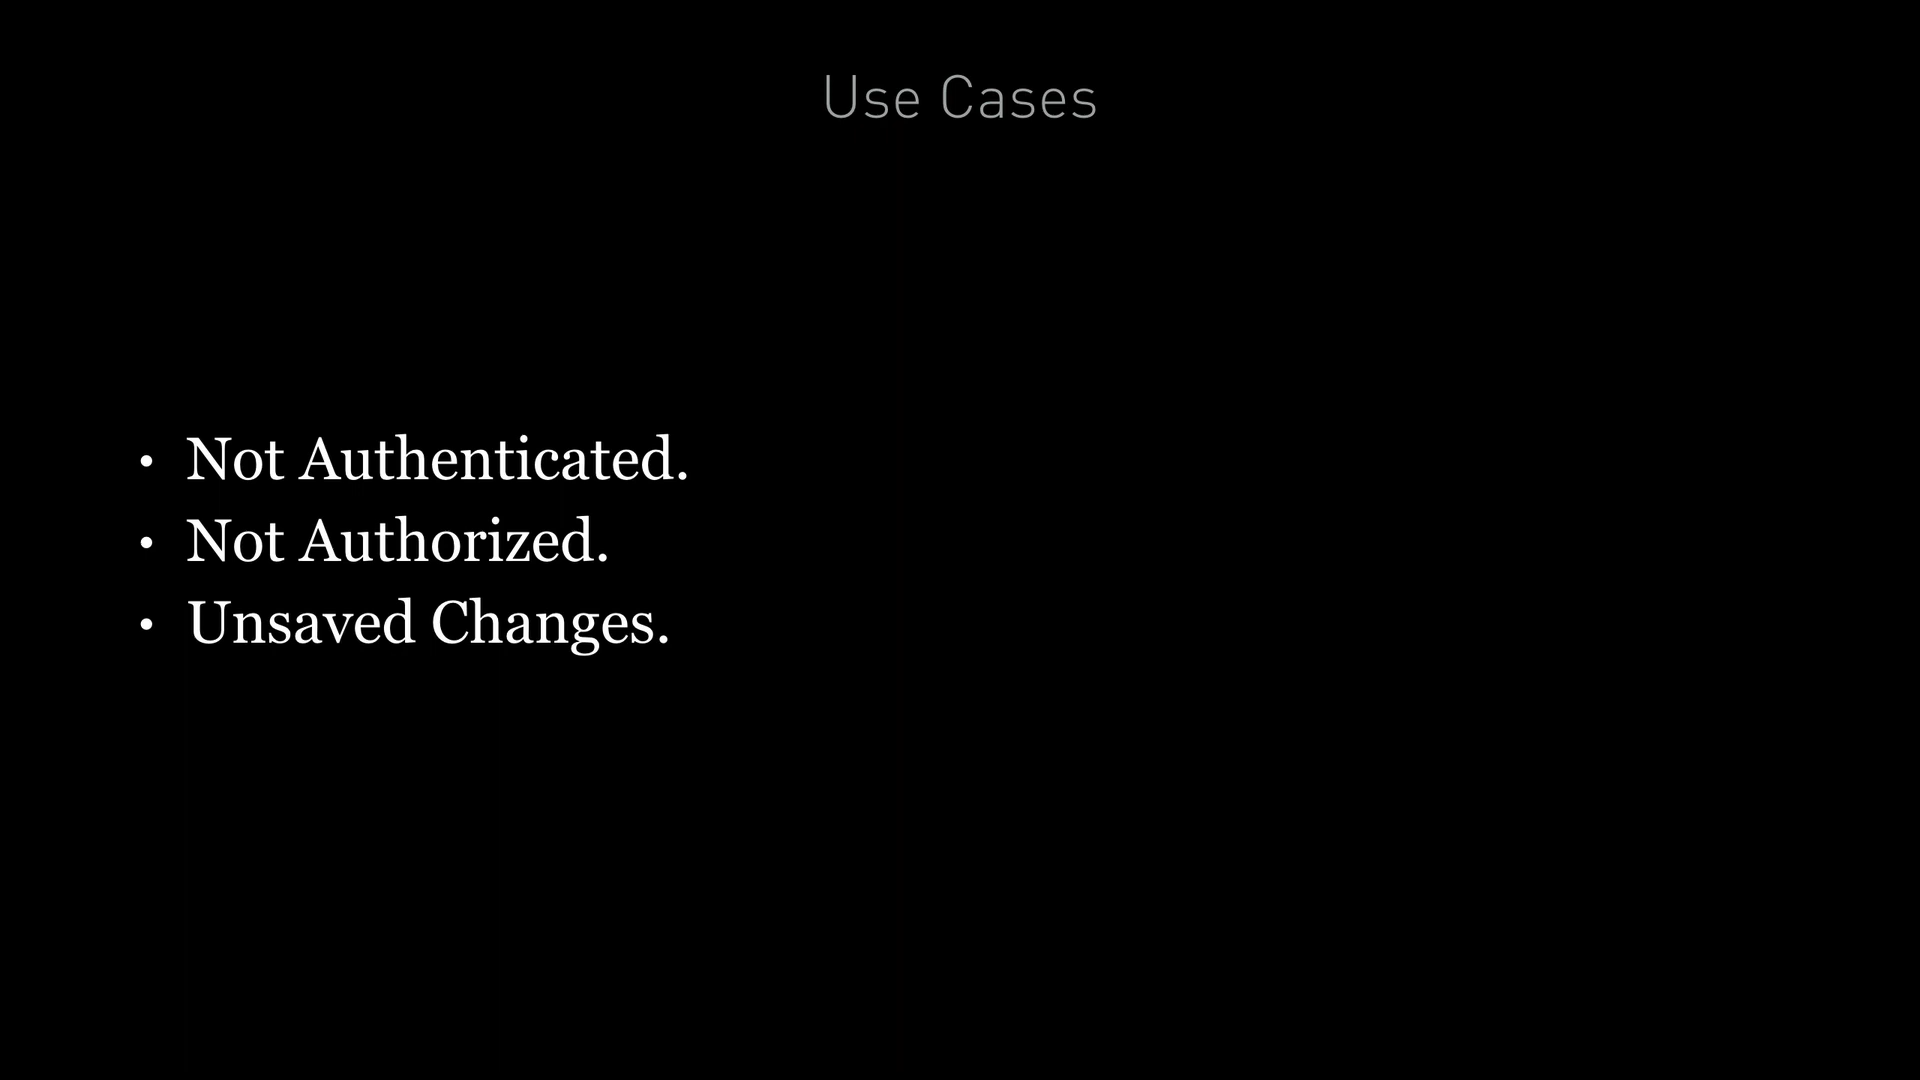 Use Cases
• Not Authenticated.
• Not Authorized.
• Unsaved Changes.